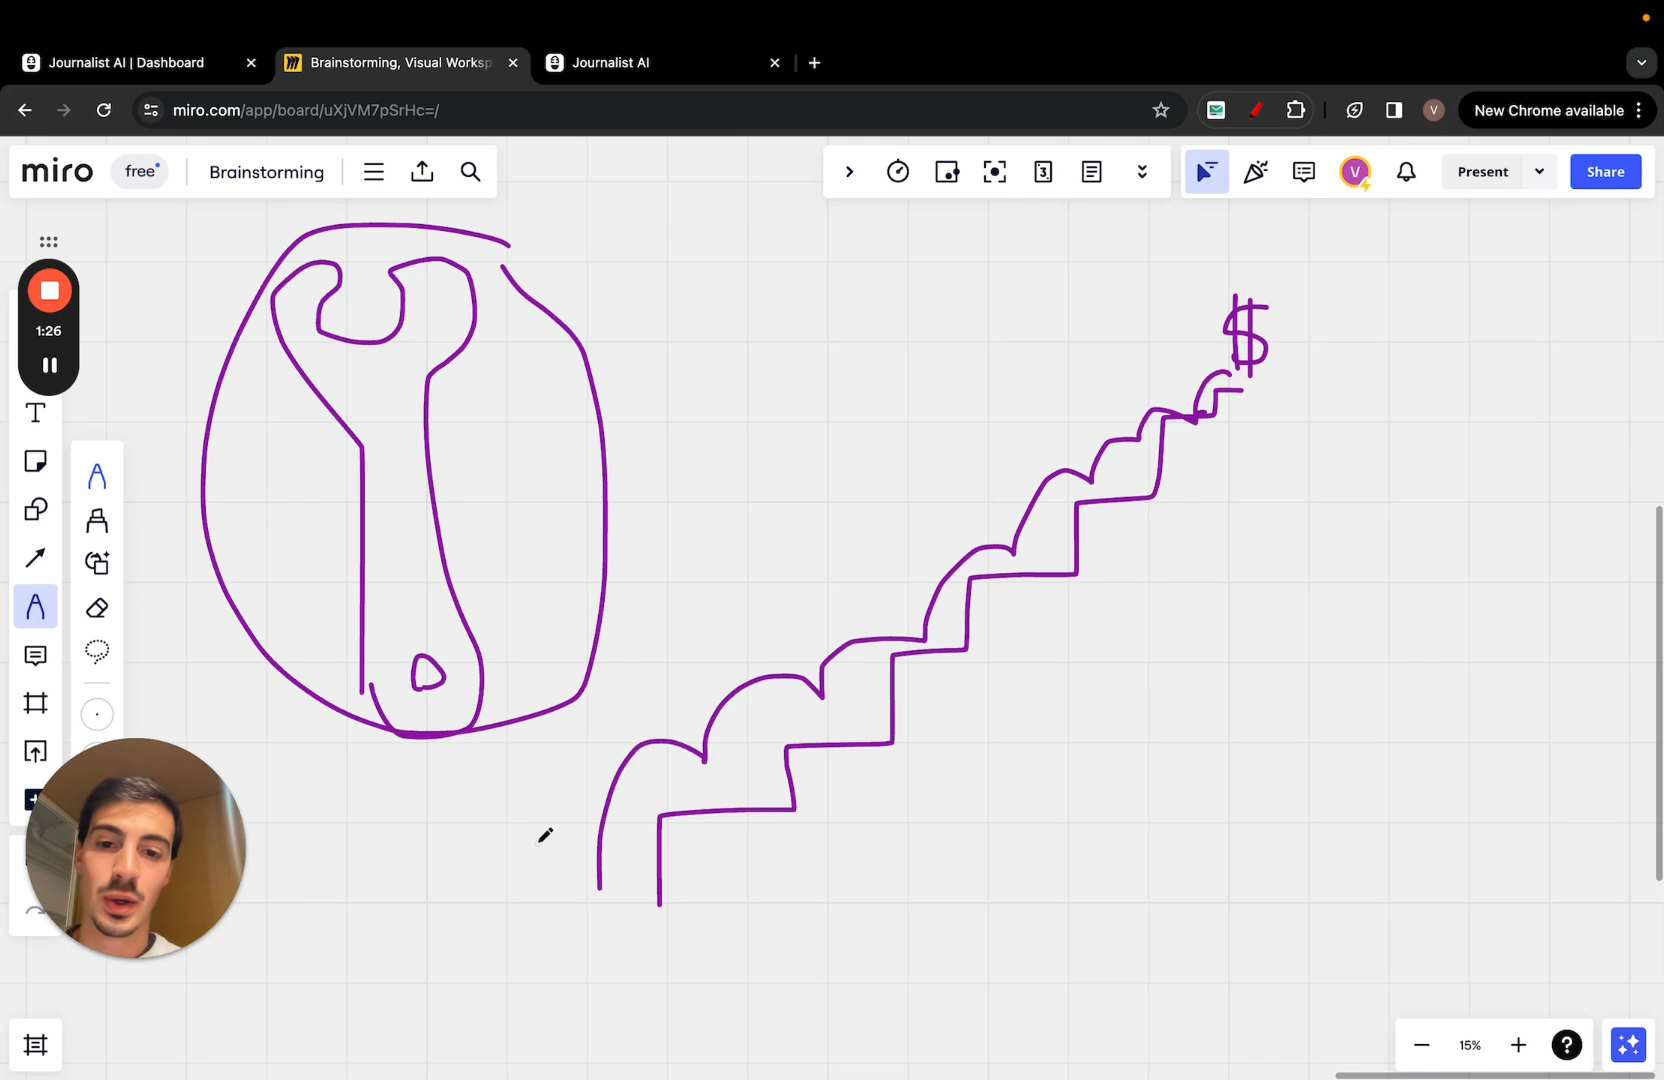 Journalist AI | Dashboard
Brainstorming, Visual Worksp
Journalist AI
miro.com/app/board/uXjVM7pSrHc=/
V
New Chrome available
miro
free
Brainstorming
3
V
Present
Share
1:26
T
$
15%
?